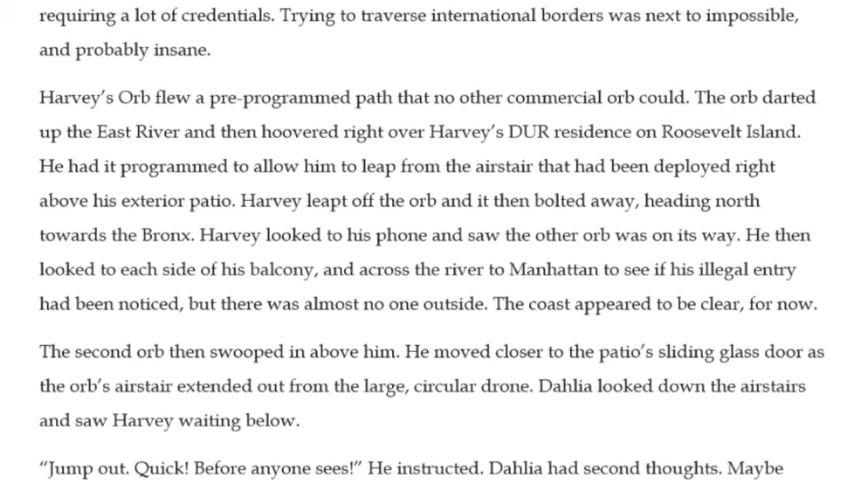 requiring a lot of credentials. Trying to traverse international borders was next to impossible,
and probably insane.
Harvey’s Orb flew a pre-programmed path that no other commercial orb could. The orb darted
up the East River and then hoovered right over Harvey’s DUR residence on Roosevelt Island.
He had it programmed to allow him to leap from the airstair that had been deployed right
above his exterior patio. Harvey leapt off the orb and it then bolted away, heading north
towards the Bronx. Harvey looked to his phone and saw the other orb was on its way. He then
looked to each side of his balcony, and across the river to Manhattan to see if his illegal entry
had been noticed, but there was almost no one outside. The coast appeared to be clear, for now.
The second orb then swooped in above him. He moved closer to the patio’s sliding glass door as
the orb’s airstair extended out from the large, circular drone. Dahlia looked down the airstairs
and saw Harvey waiting below.
“Jump out. Quick! Before anyone sees!” He instructed. Dahlia had second thoughts. Maybe